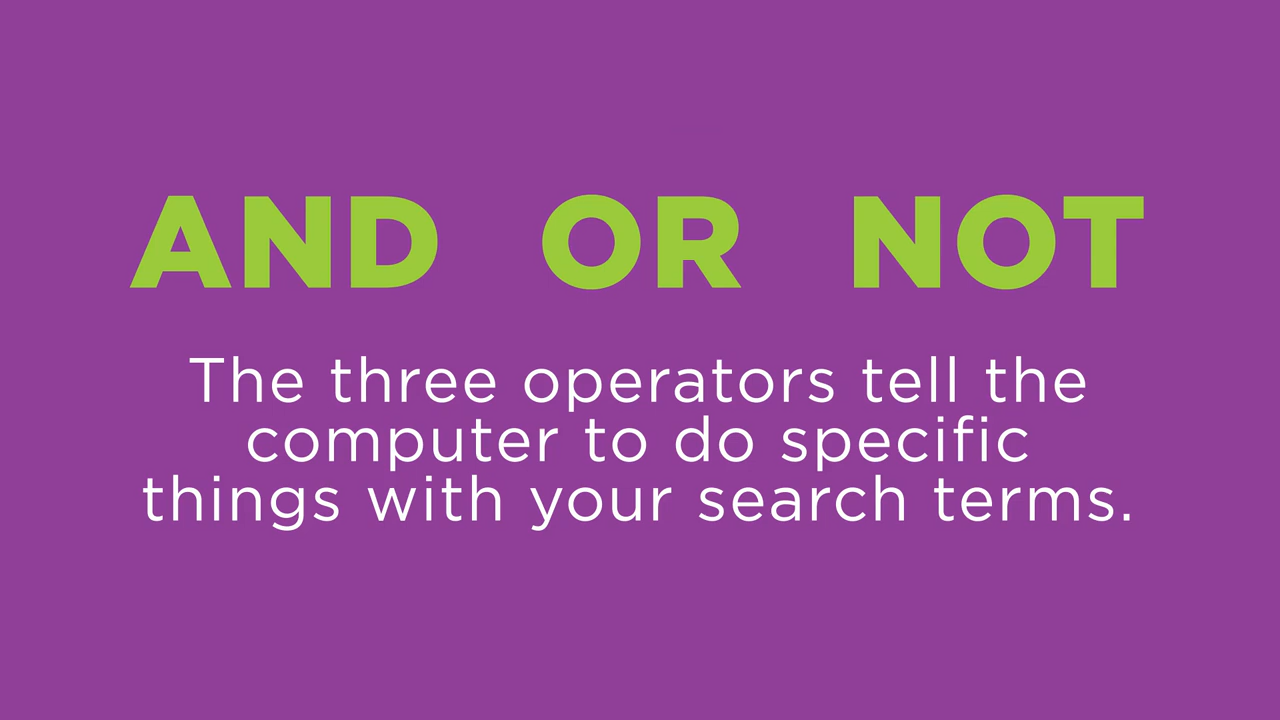 AND OR NOT
The three operators tell the
computer to do specific
things with your search terms.